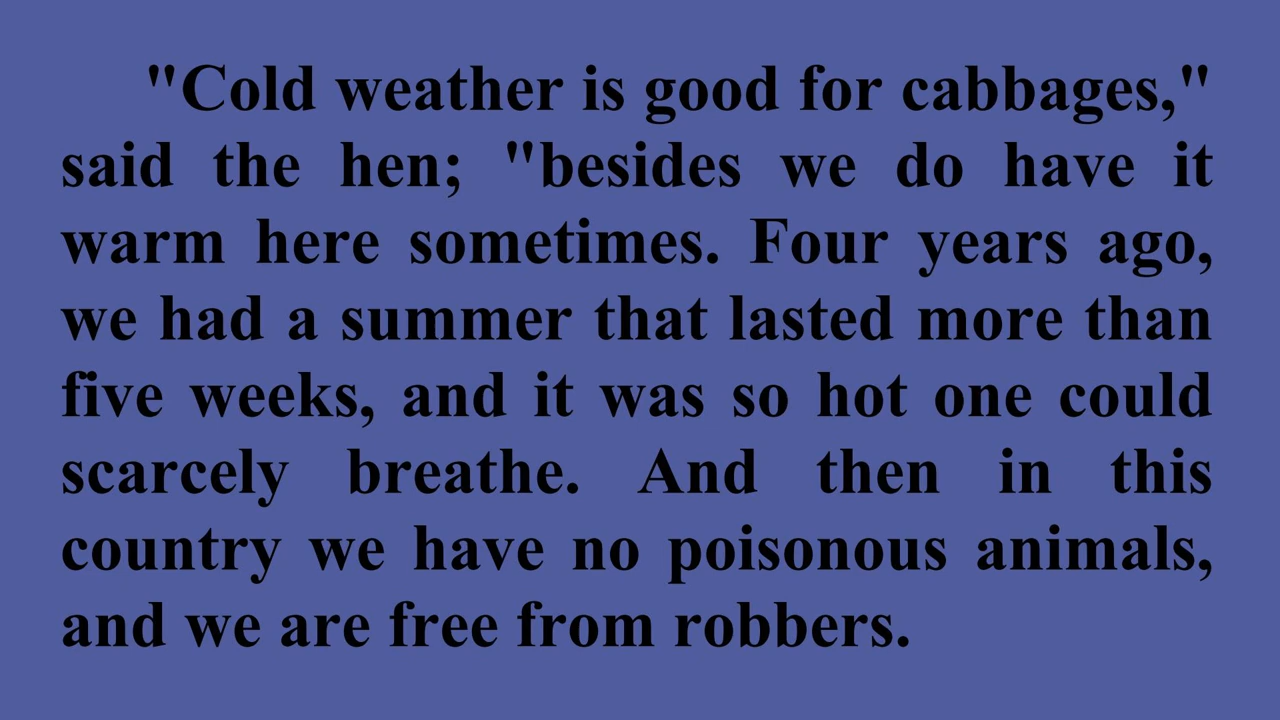 "Cold weather is good for cabbages,"
said the hen; "besides we do have it
warm here sometimes. Four years ago,
we had a summer that lasted more than
five weeks, and it was so hot one could
scarcely breathe. And then in this
country we have no poisonous animals,
and we are free from robbers.